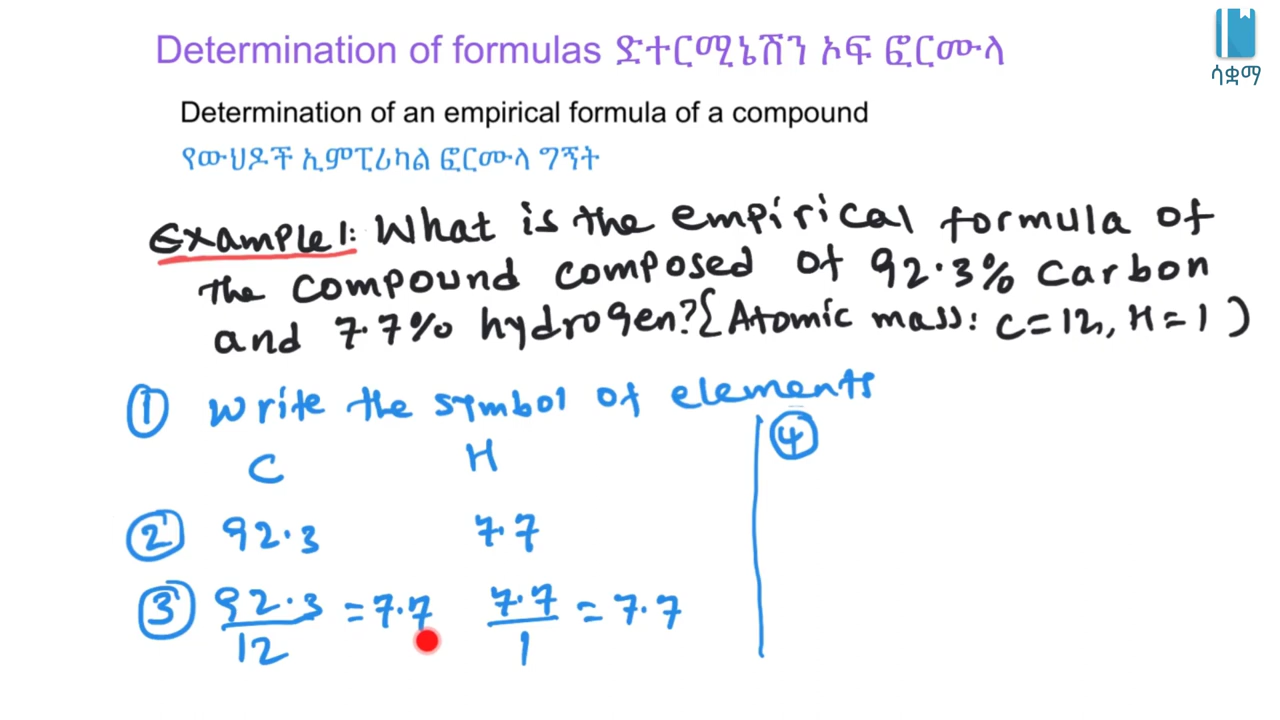 Determination of formulas ድተርሚኔሽን ኦፍ ፎርሙላ
ሳቋማ
Determination of an empirical formula of a compound
የውህዶች ኢምፒሪካል ፎርሙላ ግኝት
Example 1: What is the empirical formula of
the compound composed of 92.3% carbon
and 7.7% hydrogen? {Atomic mass: C=12, H=1)
① Write the symbol of elements
C H
② 92.3 7.7
③ 92.3/12 = 7.7 7.7/1 = 7.7
④